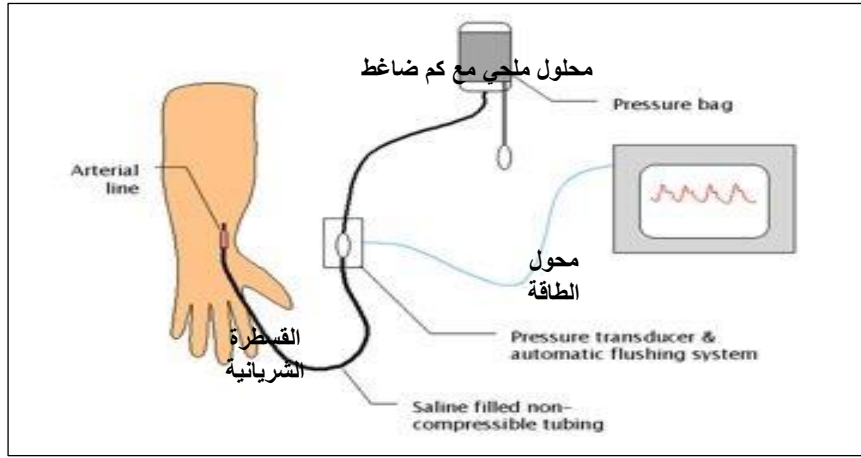 محلول ملحي مع كم ضاغط
Pressure bag
Arterial
line
محول
الطاقة
القسطرة
الشريانية
Pressure transducer &
automatic flushing system
Saline filled non-
compressible tubing